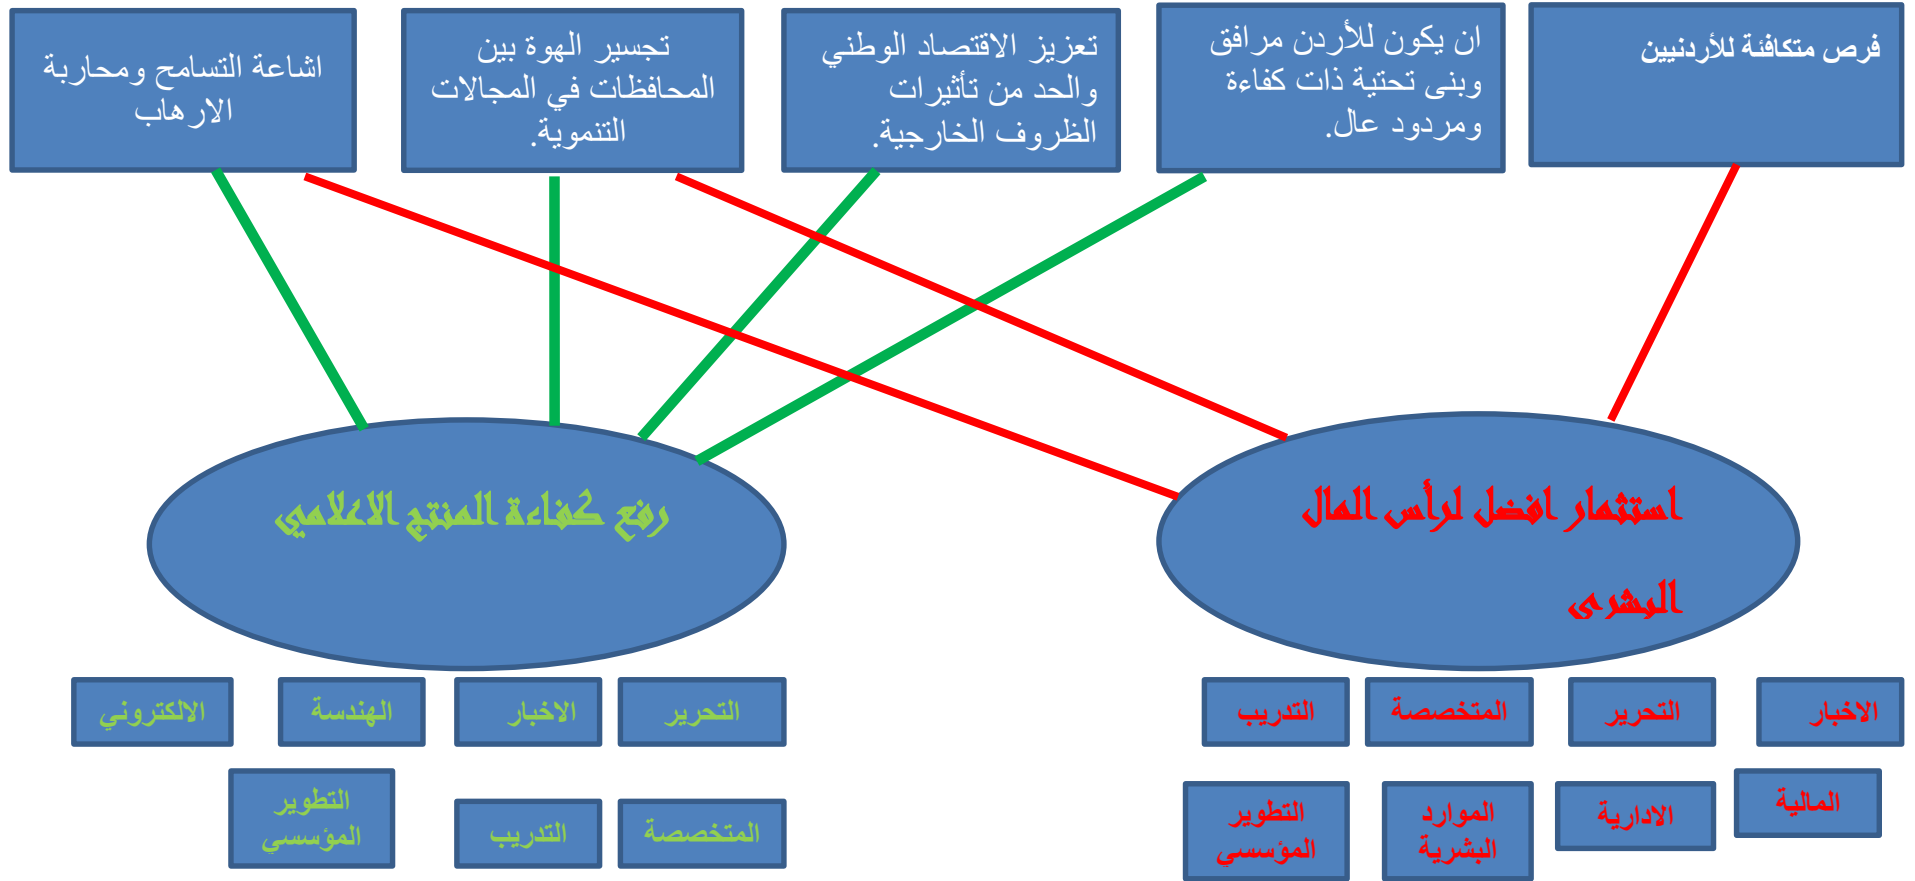 فرص متكافئة للأردنيين
ان يكون للأردن مرافق
وبنى تحتية ذات كفاءة
ومردود عال.
تعزيز الاقتصاد الوطني
والحد من تأثيرات
الظروف الخارجية.
تجسير الهوة بين
المحافظات في المجالات
التنموية.
اشاعة التسامح ومحاربة
الارهاب
استثمار افضل لرأس المال
البشري
رفع كفاءة المنتج الاعلامي
الاخبار
التحرير
المتخصصة
التدريب
المالية
الادارية
الموارد
البشرية
التطوير
المؤسسي
التحرير
الاخبار
الهندسة
الالكتروني
المتخصصة
التدريب
التطوير
المؤسسي